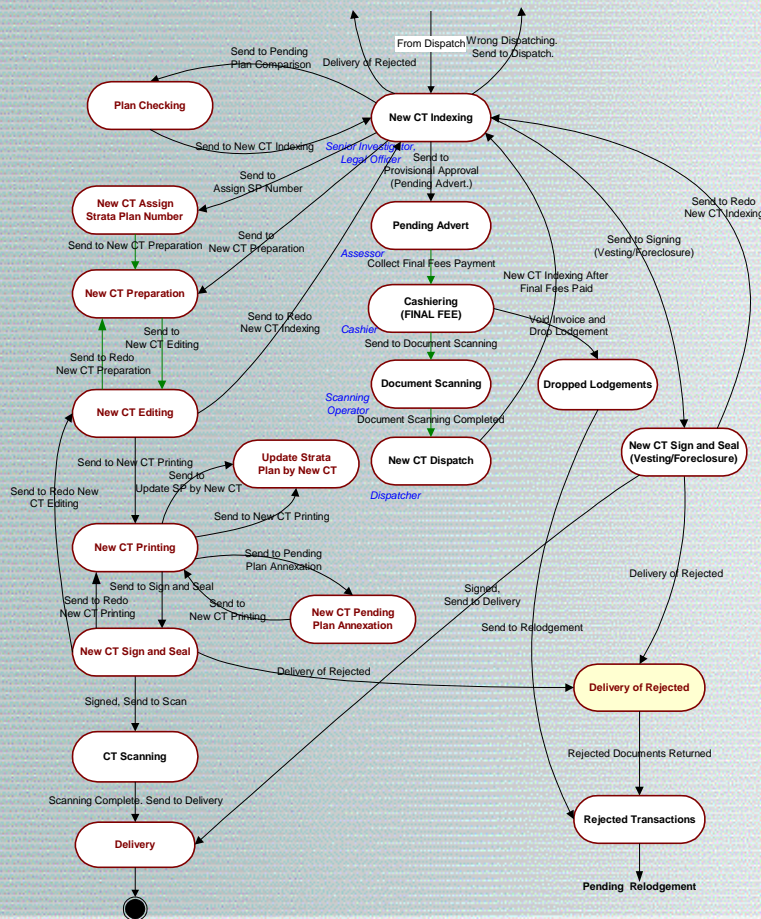 From Dispatch
Wrong Dispatching.
Send to Dispatch.
Delivery of Rejected
Send to Pending
Plan Comparison
Plan Checking
New CT Indexing
Send to New CT Indexing
Senior Investigator,
Legal Officer
Send to
Provisional Approval
(Pending Advert.)
Send to
Assign SP Number
New CT Assign
Strata Plan Number
Send to Redo
New CT Indexing
Pending Advert
Send to New CT Preparation
Send to
New CT Preparation
Send to Signing
(Vesting/Foreclosure)
Assessor
Collect Final Fees Payment
New CT Indexing After
Final Fees Paid
New CT Preparation
Cashiering
(FINAL FEE)
Send to Redo
New CT Indexing
Void Invoice and
Drop Lodgement
Cashier
Send to
New CT Editing
Send to Document Scanning
Send to Redo
New CT Preparation
Document Scanning
Dropped Lodgements
Scanning
Operator
New CT Editing
Document Scanning Completed
New CT Sign and Seal
(Vesting/Foreclosure)
Send to New CT Printing
Update Strata
Plan by New CT
New CT Dispatch
Send to
Update SP by New CT
Send to Redo New
CT Editing
Dispatcher
Send to New CT Printing
New CT Printing
Send to Pending
Plan Annexation
Delivery of Rejected
Send to Sign and Seal
Signed,
Send to Delivery
Send to Redo
New CT Printing
Send to
New CT Printing
New CT Pending
Plan Annexation
Send to Relodgement
New CT Sign and Seal
Delivery of Rejected
Delivery of Rejected
Signed, Send to Scan
CT Scanning
Rejected Documents Returned
Scanning Complete. Send to Delivery
Rejected Transactions
Delivery
Pending Relodgement